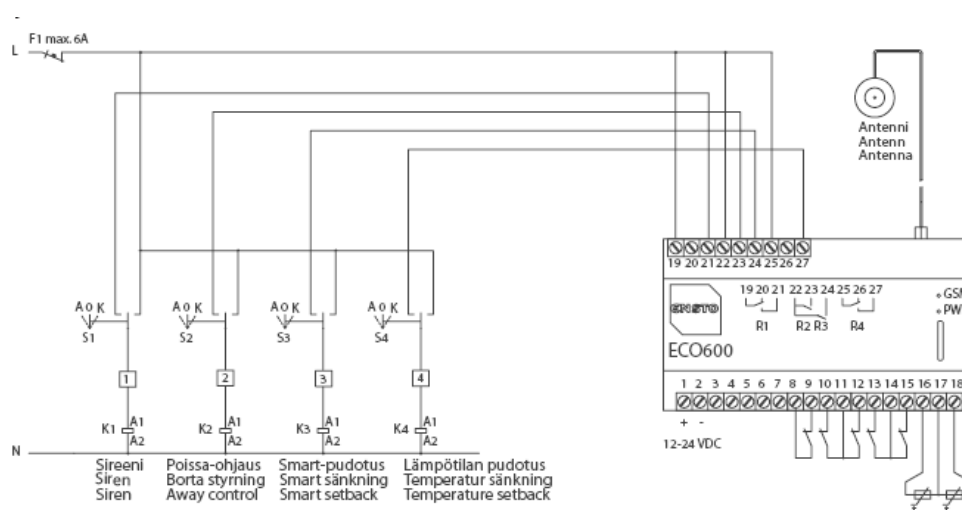 -
F1 max. 6A
L
Antenni
Antenn
Antenna
19 20 21 22 23 24 25 26 27
ENSTO
19 20 21 22 23 24 25 26 27
R1 R2 R3 R4
GSM
PW
ECO600
A 0 K A 0 K A 0 K A 0 K
S1 S2 S3 S4
1 2 3 4
1 2 3 4 5 6 7 8 9 10 11 12 13 14 15 16 17 18
+ -
12-24 VDC
K1 A1 K2 A1 K3 A1 K4 A1
A2 A2 A2 A2
N
Sireeni Poissa-ohjaus Smart-pudotus Lämpötilan pudotus
Siren Borta styrning Smart sänkning Temperatur sänkning
Siren Away control Smart setback Temperature setback